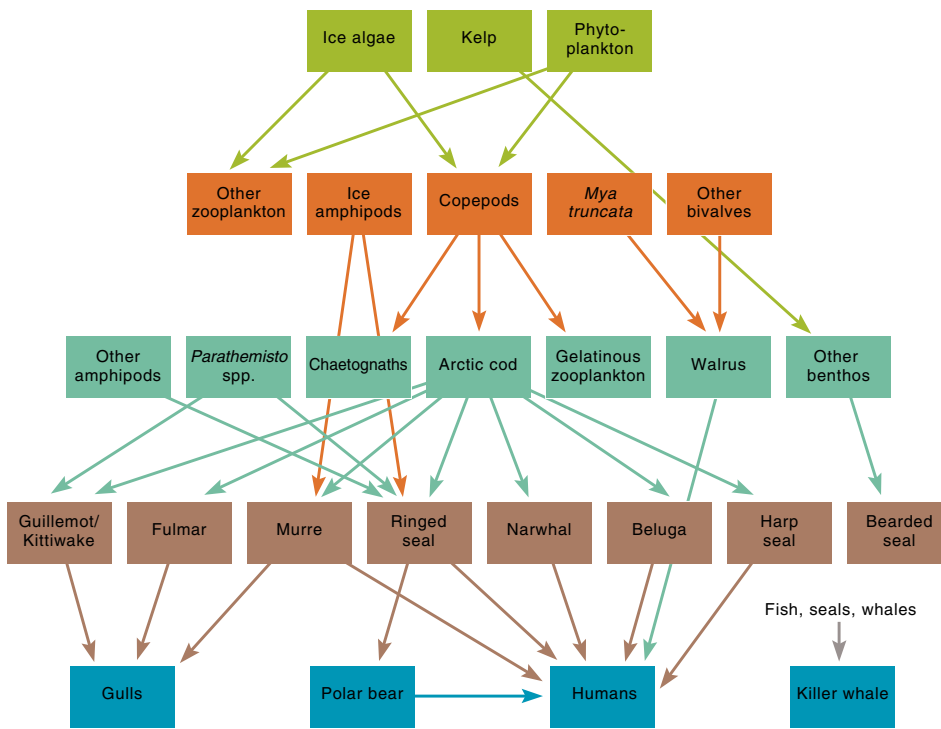 Ice algae
Kelp
Phyto-
plankton
Other
zooplankton
Ice
amphipods
Copepods
Mya
truncata
Other
bivalves
Other
amphipods
Parathemisto
spp.
Chaetognaths
Arctic cod
Gelatinous
zooplankton
Walrus
Other
benthos
Guillemot/
Kittiwake
Fulmar
Murre
Ringed
seal
Narwhal
Beluga
Harp
seal
Bearded
seal
Fish, seals, whales
Gulls
Polar bear
Humans
Killer whale